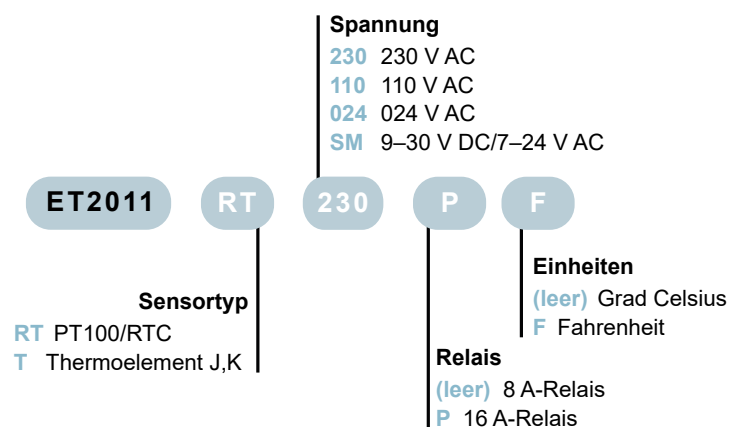 Spannung
230 230 V AC
110 110 V AC
024 024 V AC
SM 9–30 V DC/7–24 V AC
ET2011 RT 230 P F
Sensortyp
RT PT100/RTC
T Thermoelement J,K
Einheiten
(leer) Grad Celsius
F Fahrenheit
Relais
(leer) 8 A-Relais
P 16 A-Relais